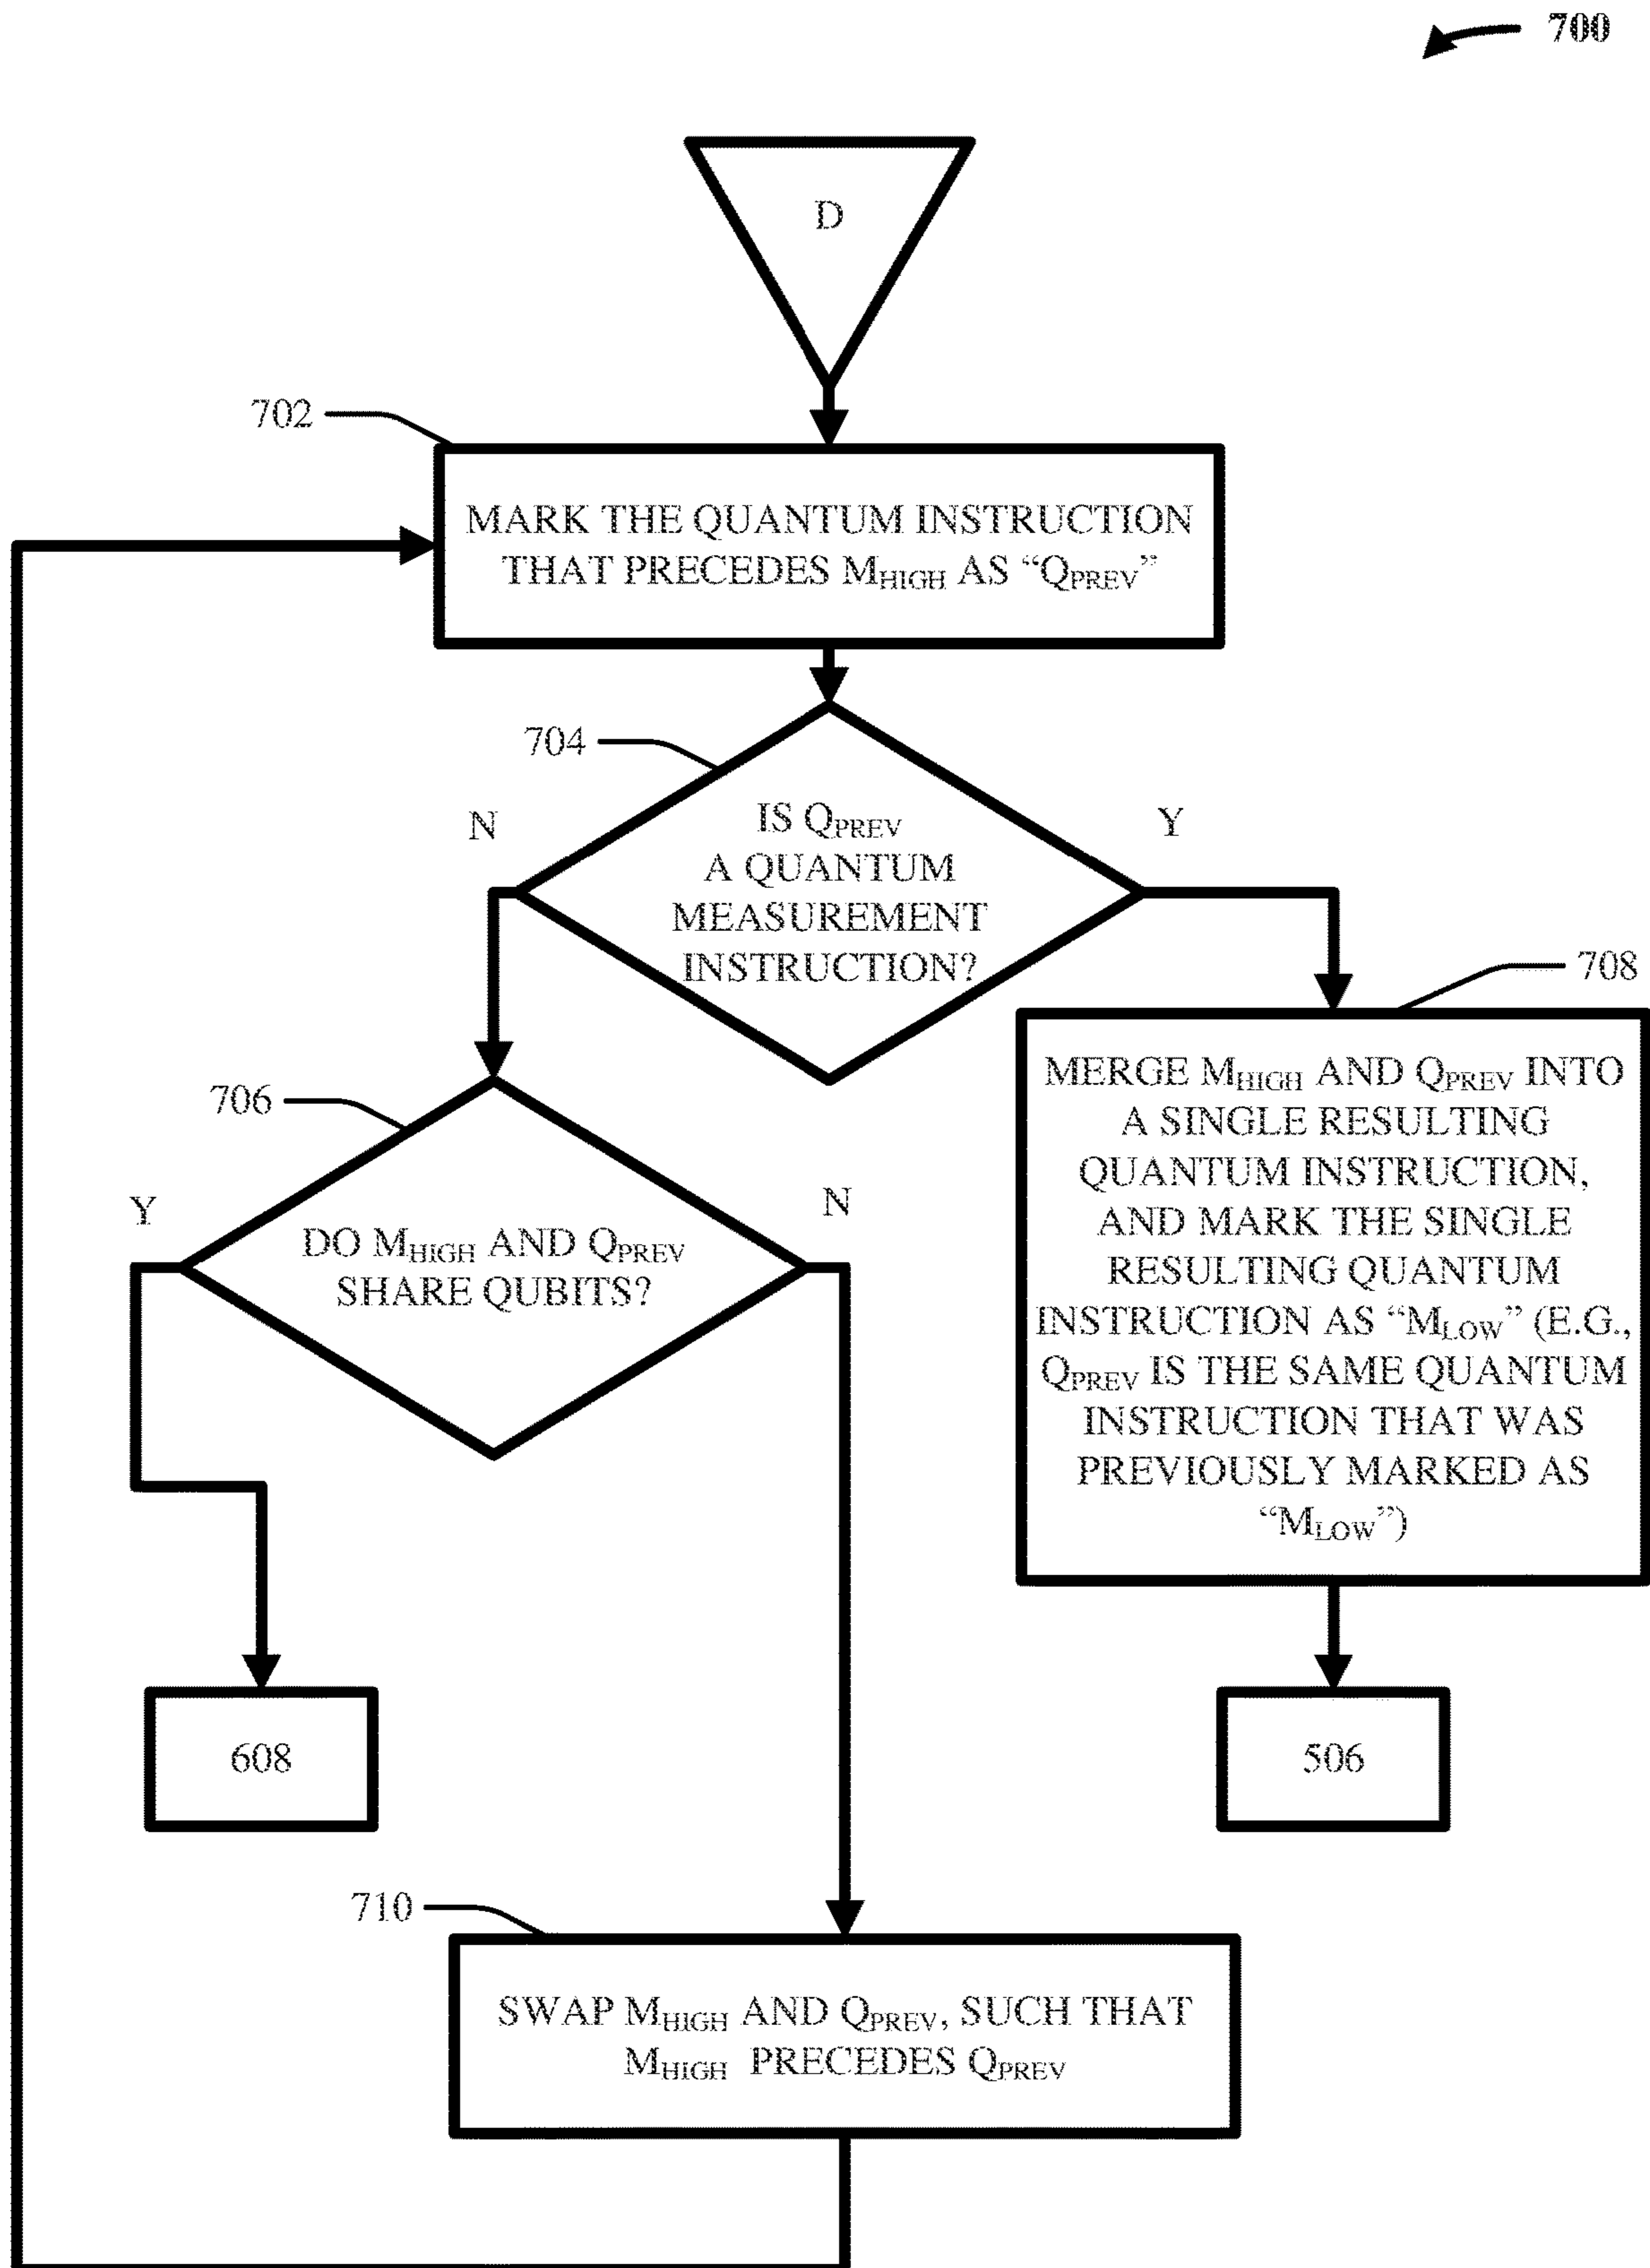 700
D
702
MARK THE QUANTUM INSTRUCTION
THAT PRECEDES MHIGH AS “QPREV”
704
N
Y
IS QPREV
A QUANTUM
MEASUREMENT
INSTRUCTION?
708
MERGE MHIGH AND QPREV INTO
A SINGLE RESULTING
QUANTUM INSTRUCTION,
AND MARK THE SINGLE
RESULTING QUANTUM
INSTRUCTION AS “MLOW” (E.G.,
QPREV IS THE SAME QUANTUM
INSTRUCTION THAT WAS
PREVIOUSLY MARKED AS
“MLOW”)
706
Y
N
DO MHIGH AND QPREV
SHARE QUBITS?
608
506
710
SWAP MHIGH AND QPREV, SUCH THAT
MHIGH PRECEDES QPREV